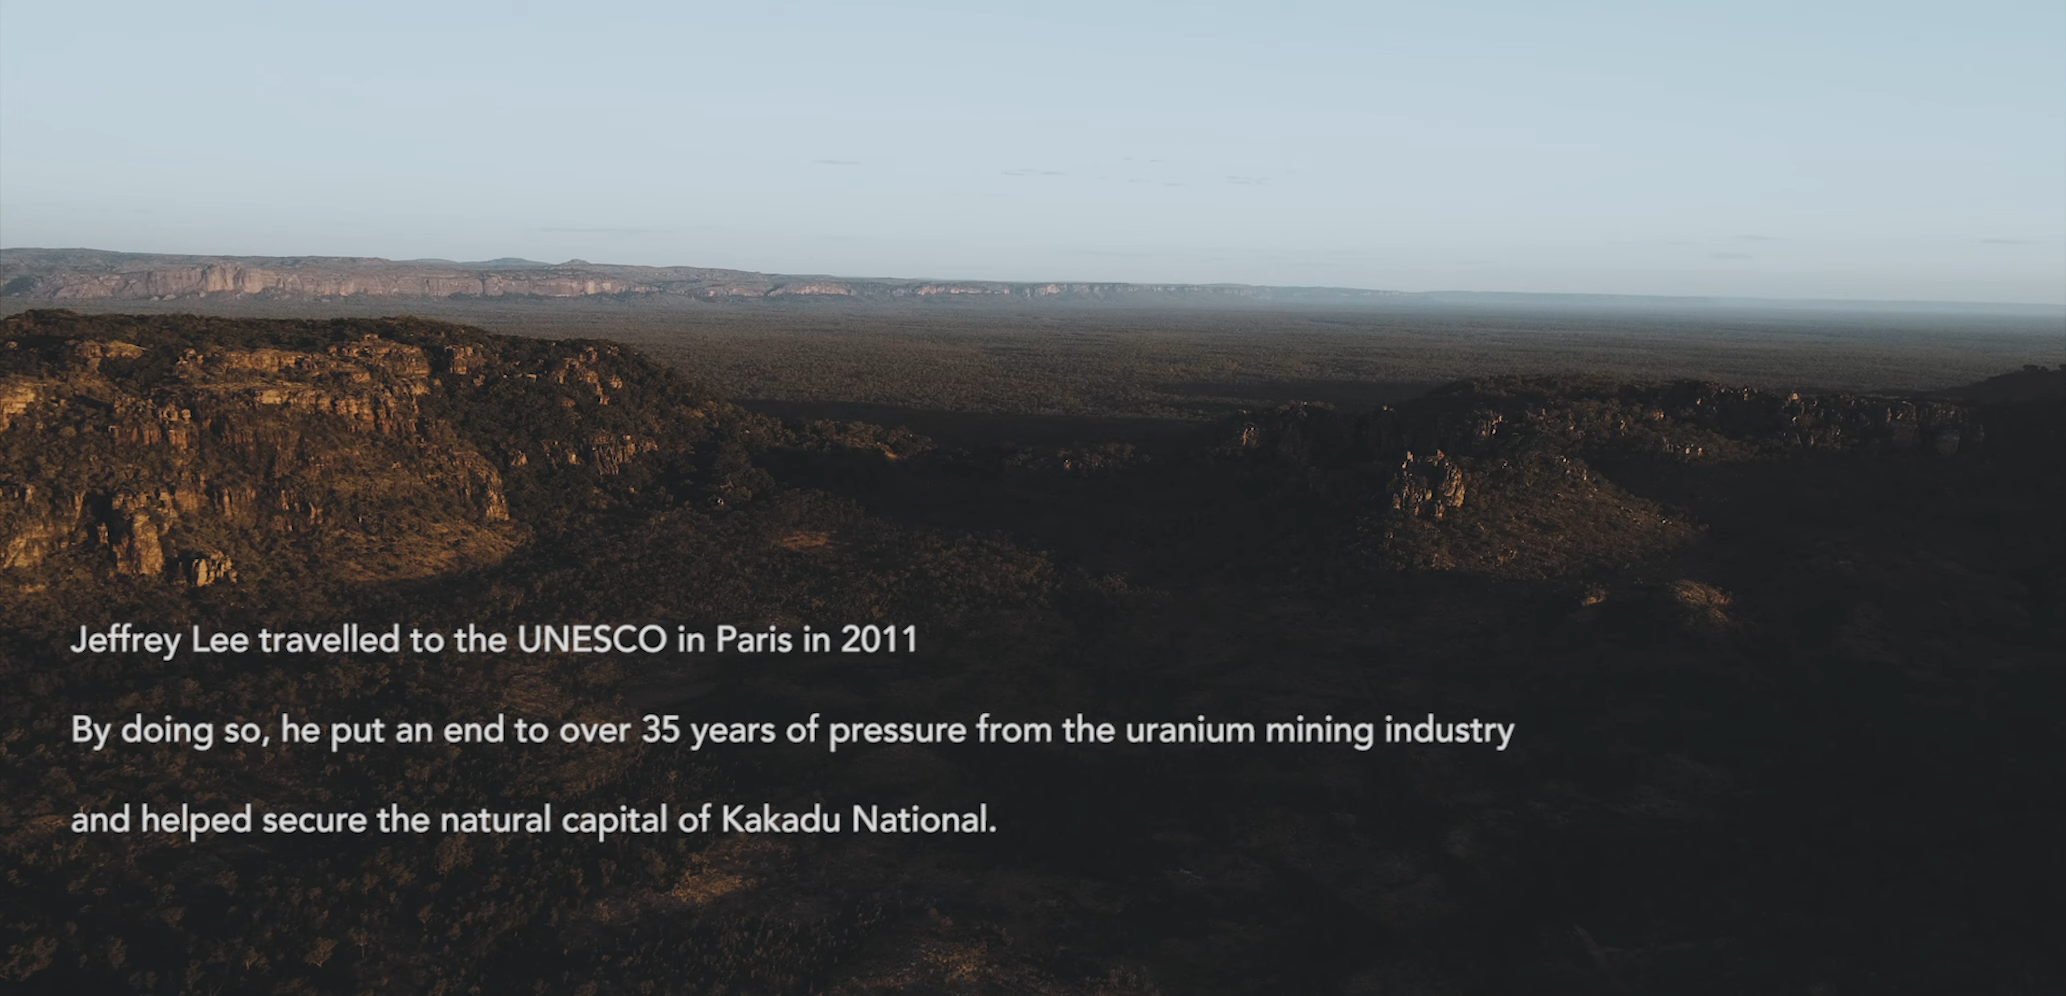 Jeffrey Lee travelled to the UNESCO in Paris in 2011
By doing so, he put an end to over 35 years of pressure from the uranium mining industry
and helped secure the natural capital of Kakadu National.